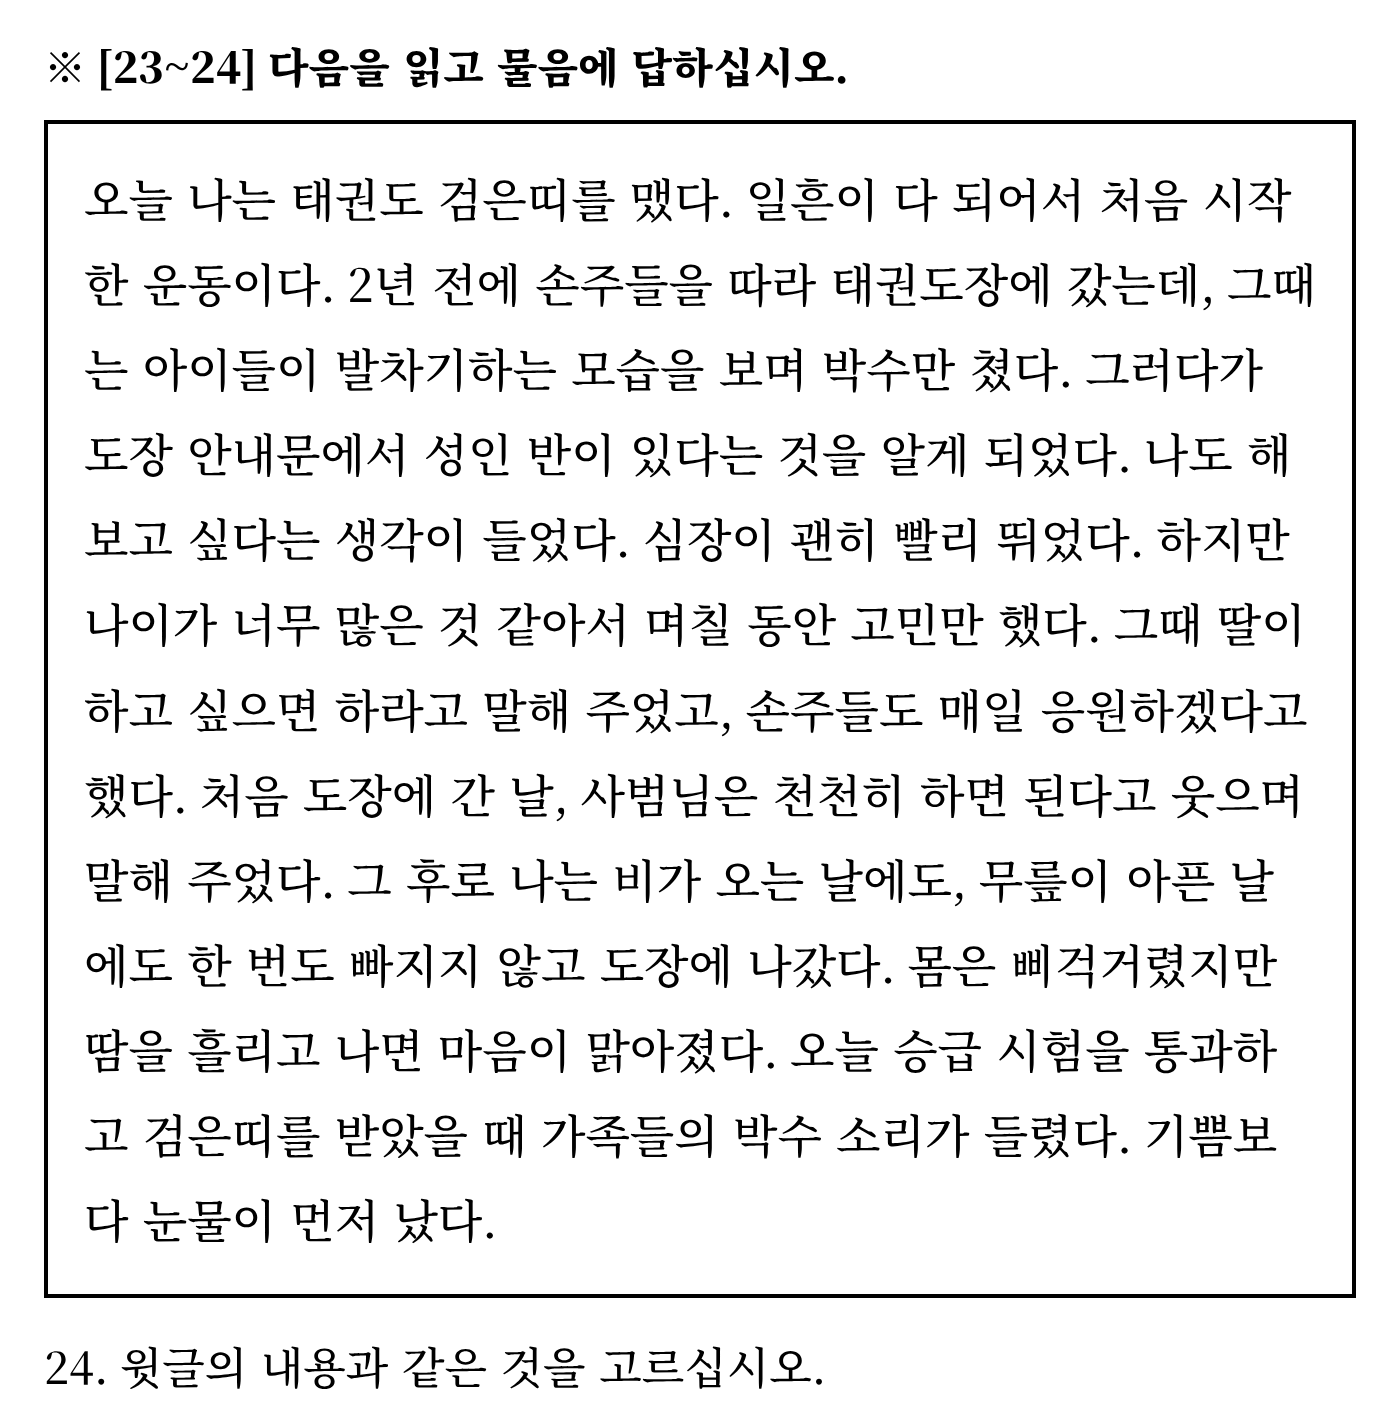 ※ [23~24] 다음을 읽고 물음에 답하십시오.
오늘 나는 태권도 검은띠를 맸다. 일흔이 다 되어서 처음 시작
한 운동이다. 2년 전에 손주들을 따라 태권도장에 갔는데, 그때
는 아이들이 발차기하는 모습을 보며 박수만 쳤다. 그러다가
도장 안내문에서 성인 반이 있다는 것을 알게 되었다. 나도 해
보고 싶다는 생각이 들었다. 심장이 괜히 빨리 뛰었다. 하지만
나이가 너무 많은 것 같아서 며칠 동안 고민만 했다. 그때 딸이
하고 싶으면 하라고 말해 주었고, 손주들도 매일 응원하겠다고
했다. 처음 도장에 간 날, 사범님은 천천히 하면 된다고 웃으며
말해 주었다. 그 후로 나는 비가 오는 날에도, 무릎이 아픈 날
에도 한 번도 빠지지 않고 도장에 나갔다. 몸은 삐걱거렸지만
땀을 흘리고 나면 마음이 맑아졌다. 오늘 승급 시험을 통과하
고 검은띠를 받았을 때 가족들의 박수 소리가 들렸다. 기쁨보
다 눈물이 먼저 났다.
24. 윗글의 내용과 같은 것을 고르십시오.